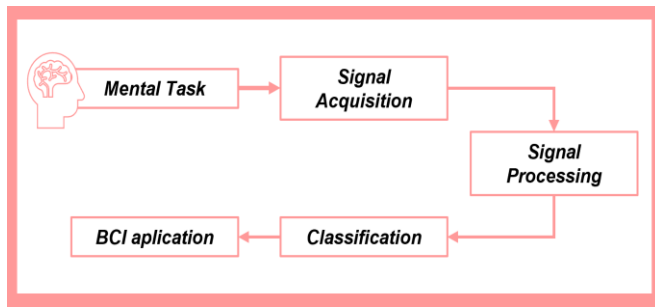 Mental Task
Signal
Acquisition
Signal
Processing
Classification
BCI aplication